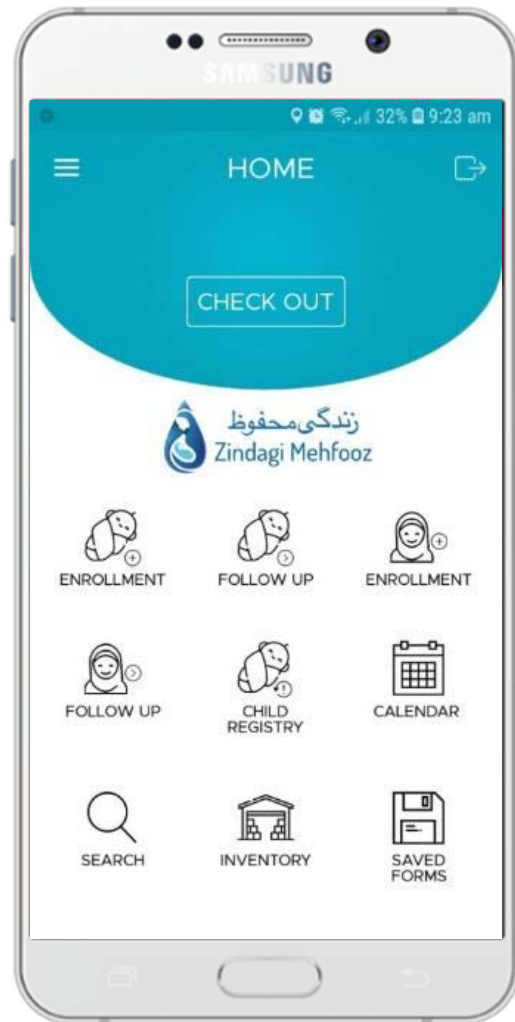 SAMSUNG
32% 9:23 am
HOME
CHECK OUT
زندگی محفوظ
Zindagi Mehfooz
ENROLLMENT
FOLLOW UP
ENROLLMENT
FOLLOW UP
CHILD
REGISTRY
CALENDAR
SEARCH
INVENTORY
SAVED
FORMS